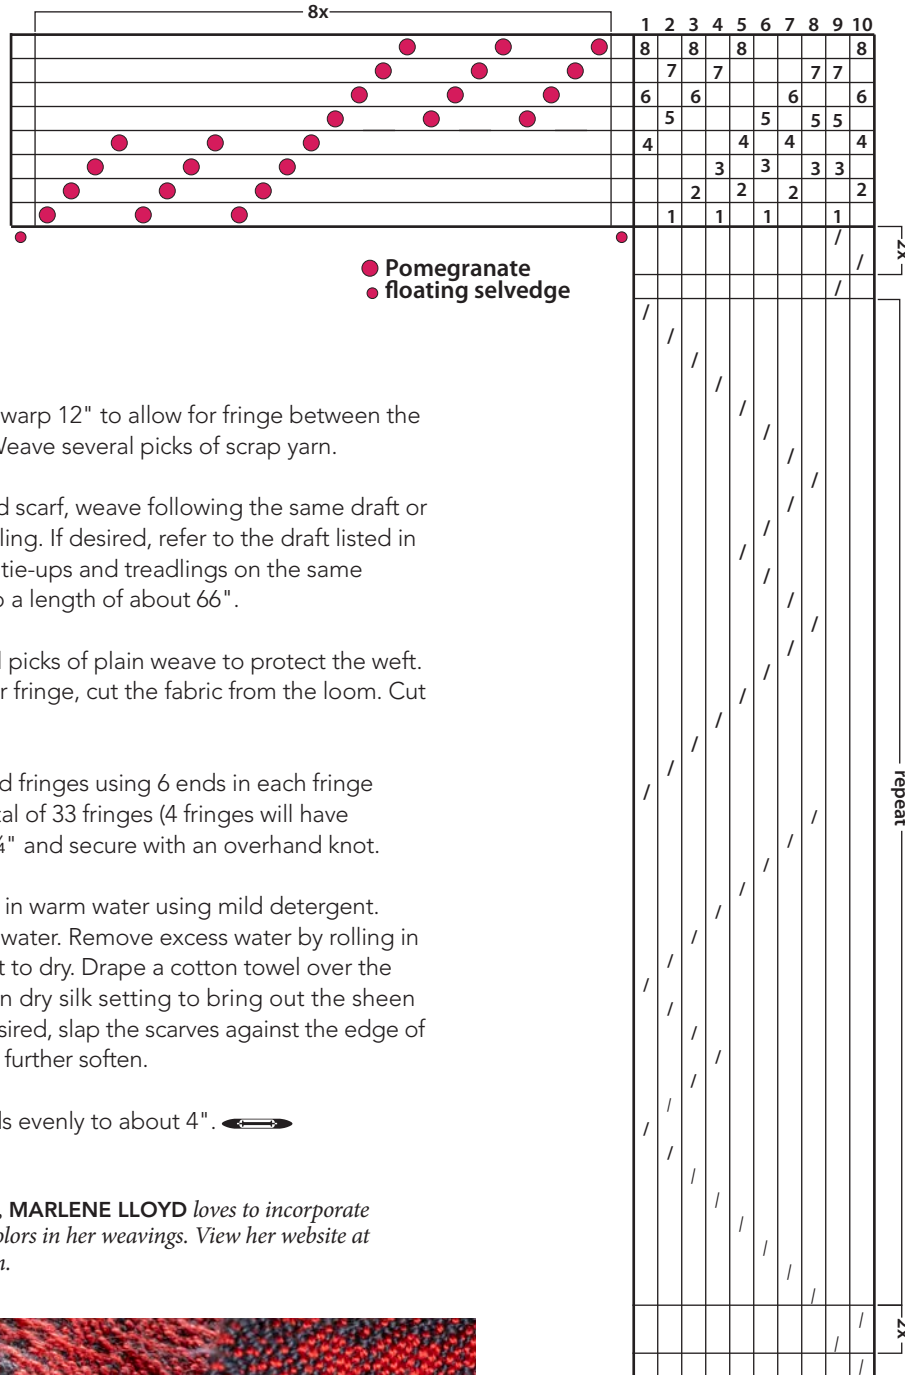 8x
1 2 3 4 5 6 7 8 9 10
8 8 8 8
7 7 7 7
6 6 6 6
5 5 5 5
4 4 4 4
3 3 3 3
2 2 2 2
1 1 1 1
2x
Pomegranate
floating selvedge
warp 12" to allow for fringe between the
Weave several picks of scrap yarn.
d scarf, weave following the same draft or
ling. If desired, refer to the draft listed in
tie-ups and treadlings on the same
o a length of about 66".
l picks of plain weave to protect the weft.
r fringe, cut the fabric from the loom. Cut
d fringes using 6 ends in each fringe
tal of 33 fringes (4 fringes will have
¼" and secure with an overhand knot.
repeat
in warm water using mild detergent.
water. Remove excess water by rolling in
t to dry. Drape a cotton towel over the
n dry silk setting to bring out the sheen
sired, slap the scarves against the edge of
further soften.
ds evenly to about 4".
, MARLENE LLOYD loves to incorporate
olors in her weavings. View her website at
n.
2x